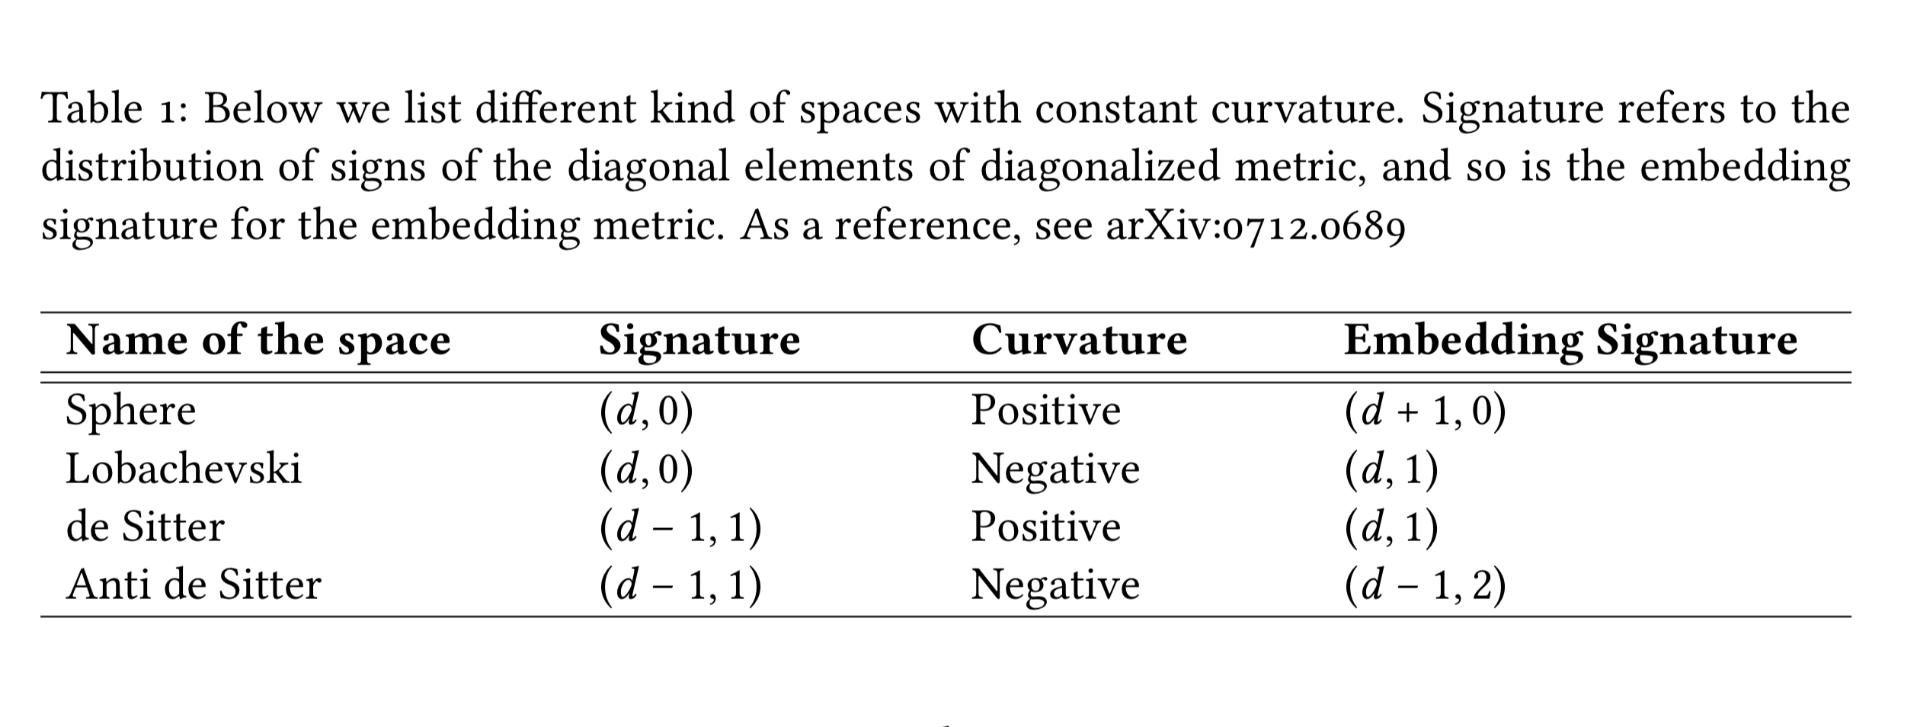 Table 1: Below we list different kind of spaces with constant curvature. Signature refers to the
distribution of signs of the diagonal elements of diagonalized metric, and so is the embedding
signature for the embedding metric. As a reference, see arXiv:0712.0689
Name of the space Signature Curvature Embedding Signature
Sphere (d, 0) Positive (d + 1, 0)
Lobachevski (d, 0) Negative (d, 1)
de Sitter (d − 1, 1) Positive (d, 1)
Anti de Sitter (d − 1, 1) Negative (d − 1, 2)